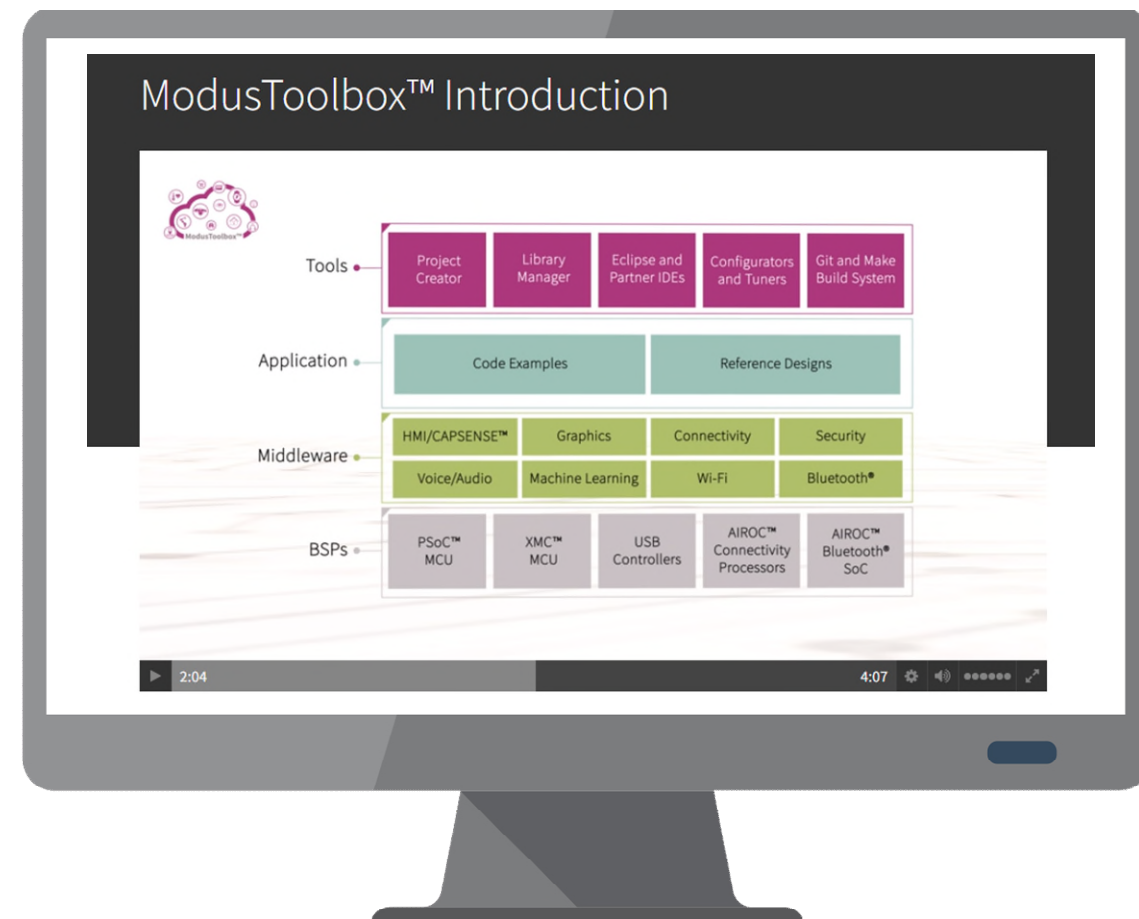 ModusToolbox™ Introduction
ModusToolbox™
Tools
Project
Creator
Library
Manager
Eclipse and
Partner IDEs
Configurators
and Tuners
Git and Make
Build System
Application
Code Examples
Reference Designs
Middleware
HMI/CAPSENSE™
Graphics
Connectivity
Security
Voice/Audio
Machine Learning
Wi-Fi
Bluetooth®
BSPs
PSoC™
MCU
XMC™
MCU
USB
Controllers
AIROC™
Connectivity
Processors
AIROC™
Bluetooth®
SoC
2:04
4:07